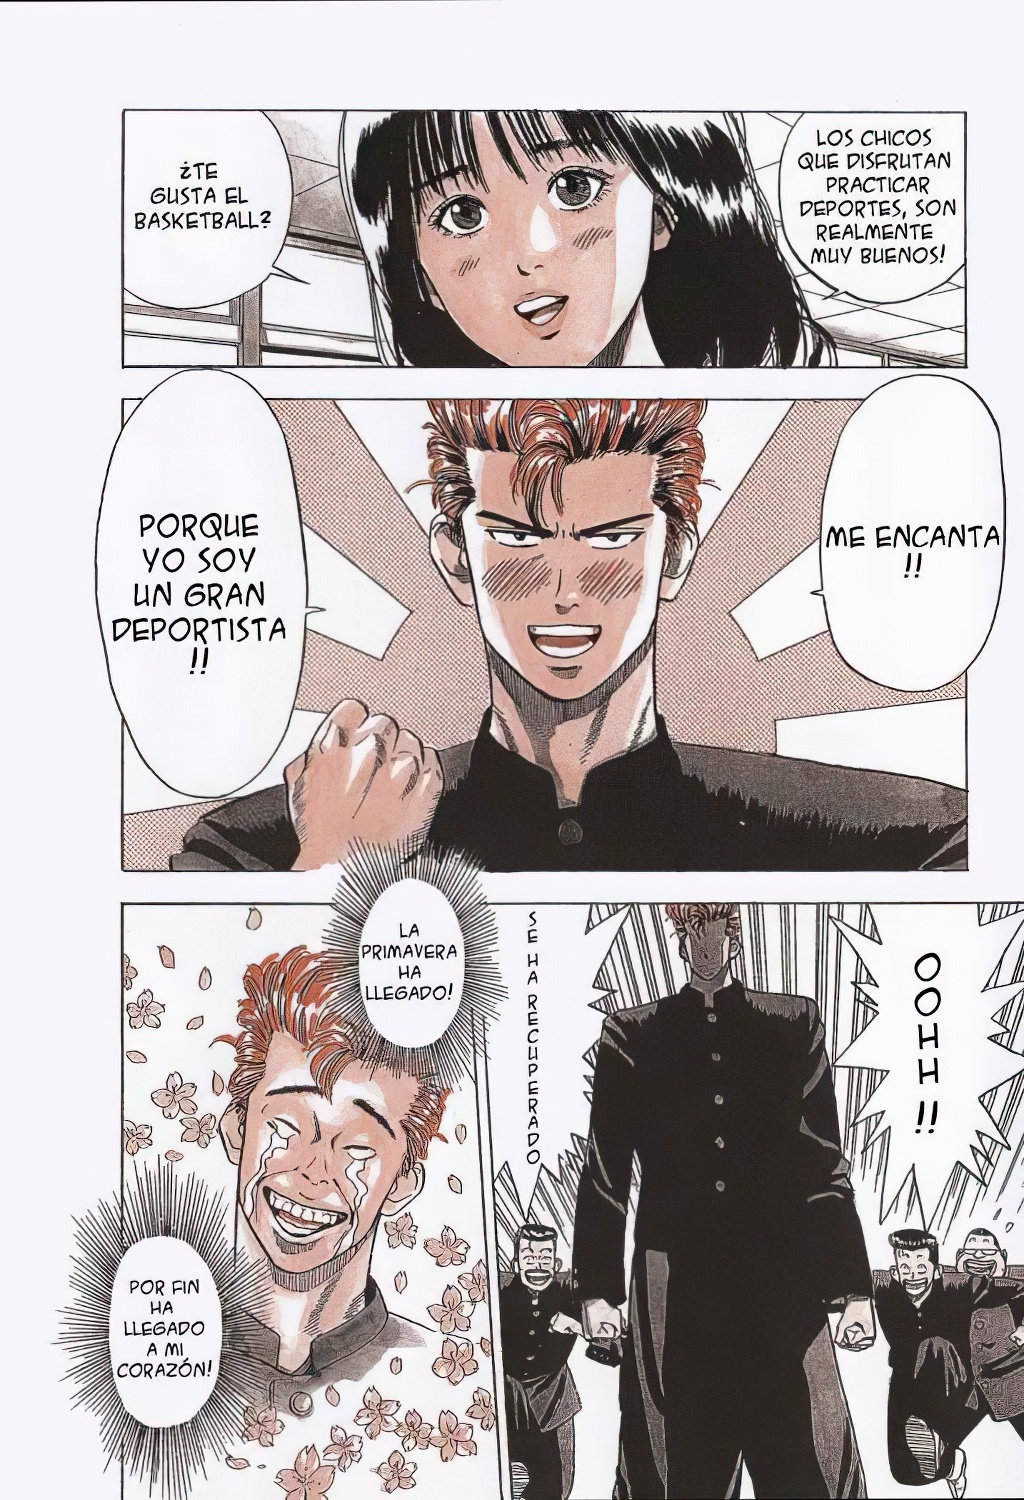 LOS CHICOS
QUE DISFRUTAN
PRACTICAR
DEPORTES, SON
REALMENTE
MUY BUENOS!
¿TE
GUSTA EL
BASKETBALL?
ME ENCANTA
!!
PORQUE
YO SOY
UN GRAN
DEPORTISTA
!!
OOHH!!
SE HA RECUPERADO
LA
PRIMAVERA
HA
LLEGADO!
POR FIN
HA
LLEGADO
A MI
CORAZÓN!